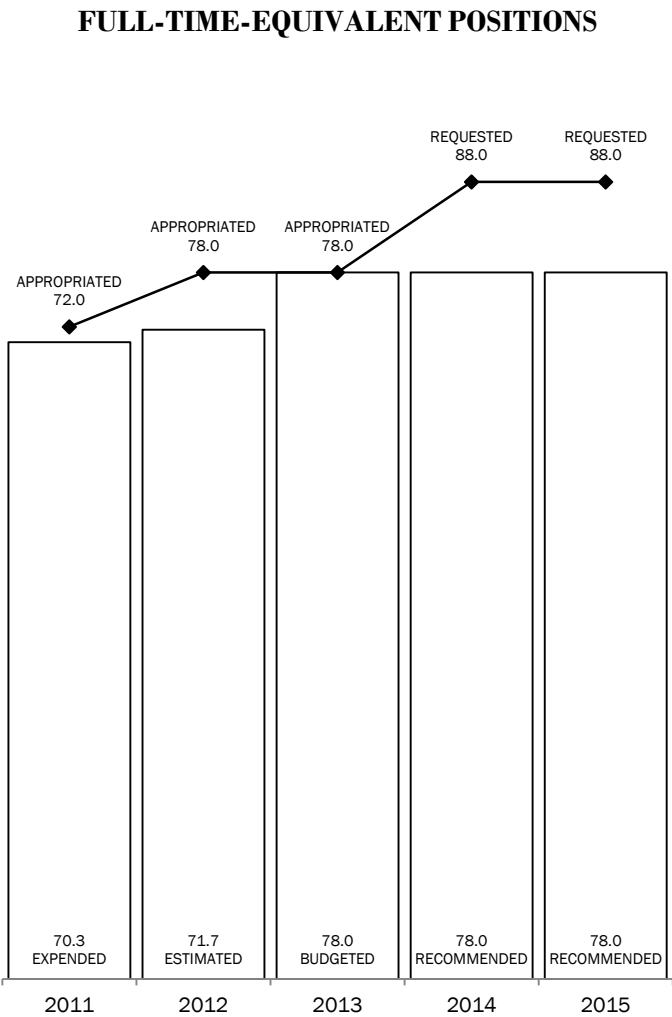 FULL-TIME-EQUIVALENT POSITIONS
REQUESTED
88.0
REQUESTED
88.0
APPROPRIATED
78.0
APPROPRIATED
78.0
APPROPRIATED
72.0
70.3
EXPENDED
71.7
ESTIMATED
78.0
BUDGETED
78.0
RECOMMENDED
78.0
RECOMMENDED
2011
2012
2013
2014
2015